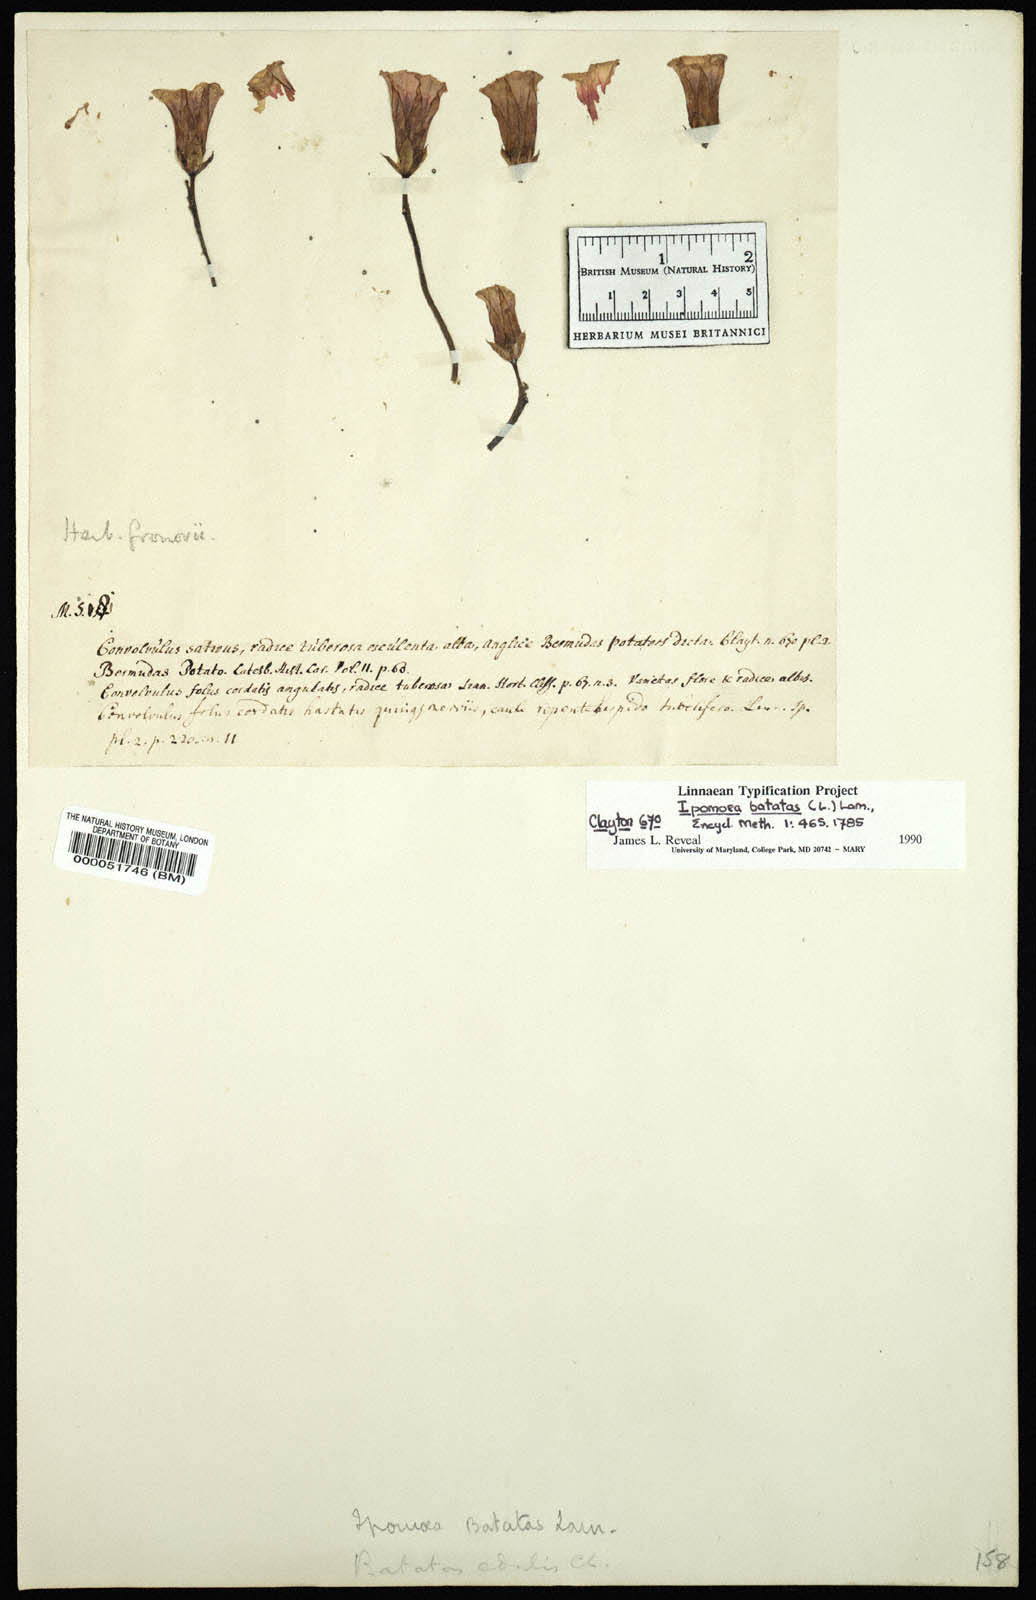 1 2
BRITISH MUSEUM (NATURAL HISTORY)
1 2 3 4 5
HERBARIUM MUSEI BRITANNICI
Herb. Gronovii.
M. S.
Convolvulus sativus, radice tuberosa esculenta, alba, Anglice Bermudas potatoes dicta. Clayt. n. 670 pl. 2
Bermudas Potato. Catesb. Hist. Car. Vol. II. p. 60.
Convolvulus foliis cordatis angulatis, radice tuberosa Linn. Hort. Cliff. p. 67. n. 3. Varietas flore & radice albis.
Convolvulus foliis cordatis hastatis quinqnerviis, caule repente hispido tuberifero. Linn. Sp.
pl. 2. p. 220. n. 11
Linnaean Typification Project
Ipomoea batatas (L.) Lam.,
Clayton 670 Encycl. Meth. 1: 465. 1785
James L. Reveal 1990
University of Maryland, College Park, MD 20742 - MARY
THE NATURAL HISTORY MUSEUM, LONDON
DEPARTMENT OF BOTANY
000051746 (BM)
Ipomoea Batatas Lam.
Batatas edulis Ch.
158